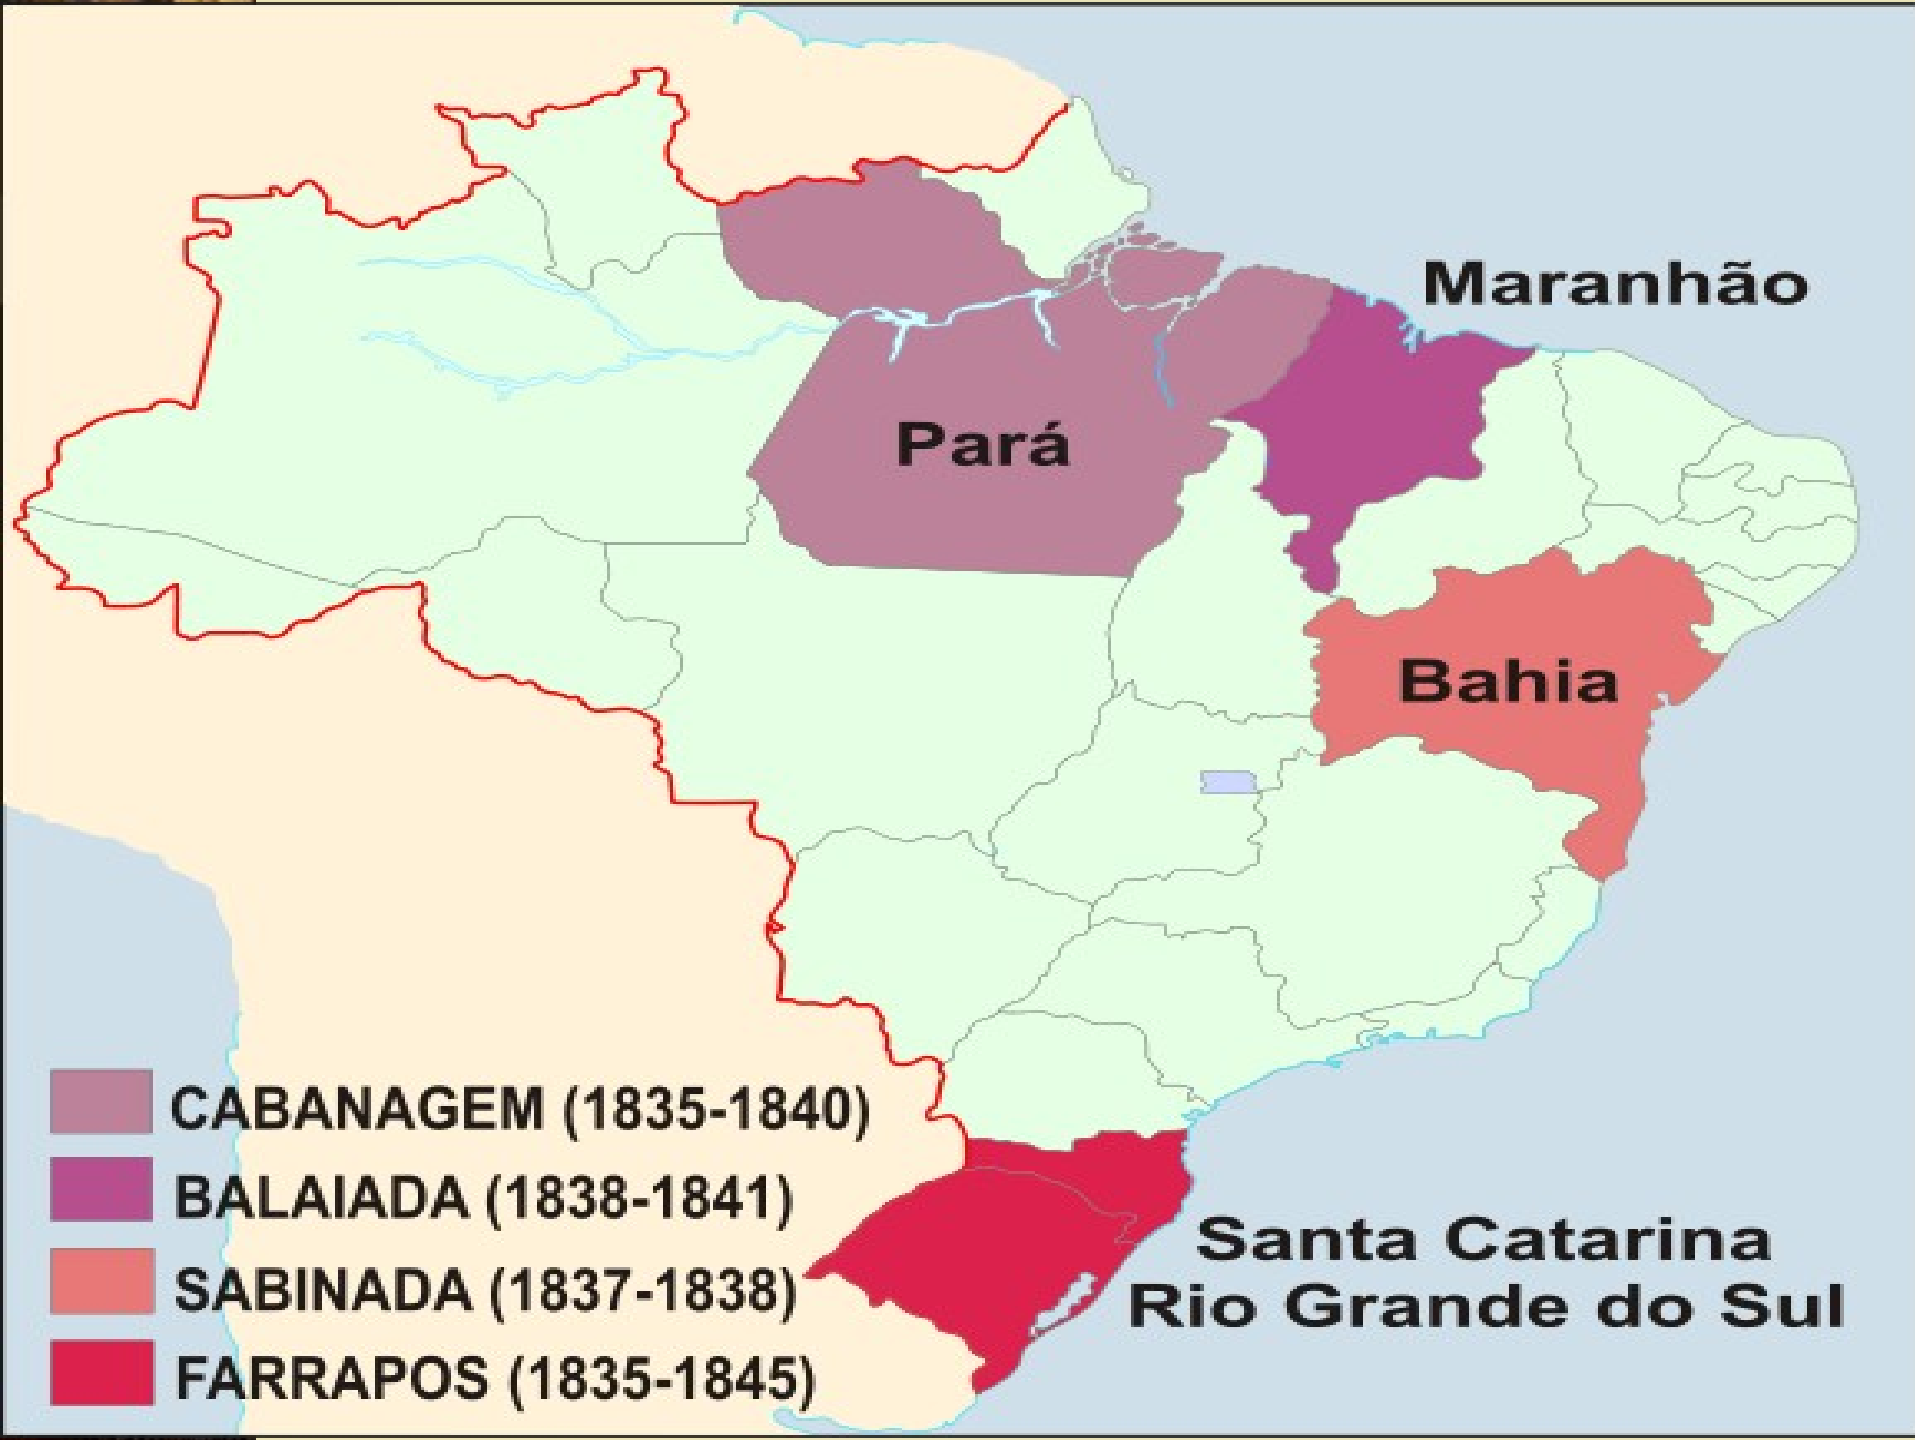 Maranhão
Pará
Bahia
CABANAGEM (1835-1840)
BALAIADA (1838-1841)
SABINADA (1837-1838)
FARRAPOS (1835-1845)
Santa Catarina
Rio Grande do Sul